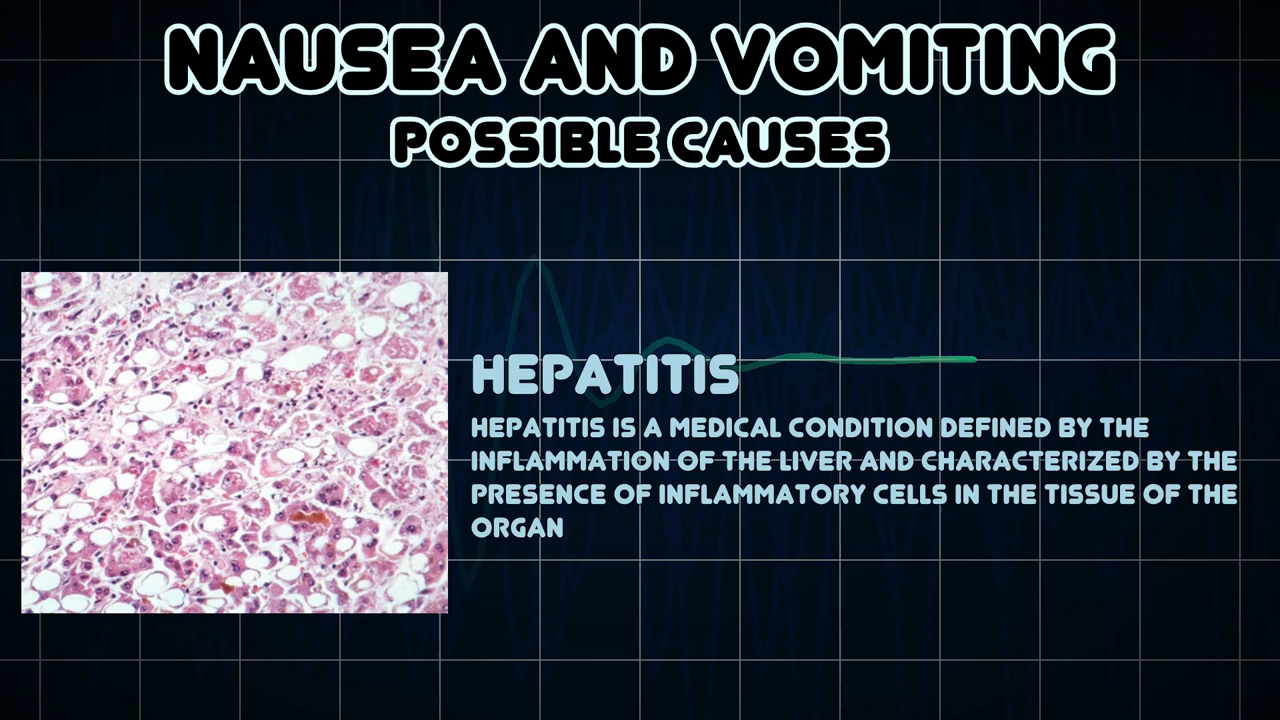 NAUSEA AND VOMITING
POSSIBLE CAUSES
HEPATITIS
HEPATITIS IS A MEDICAL CONDITION DEFINED BY THE
INFLAMMATION OF THE LIVER AND CHARACTERIZED BY THE
PRESENCE OF INFLAMMATORY CELLS IN THE TISSUE OF THE
ORGAN